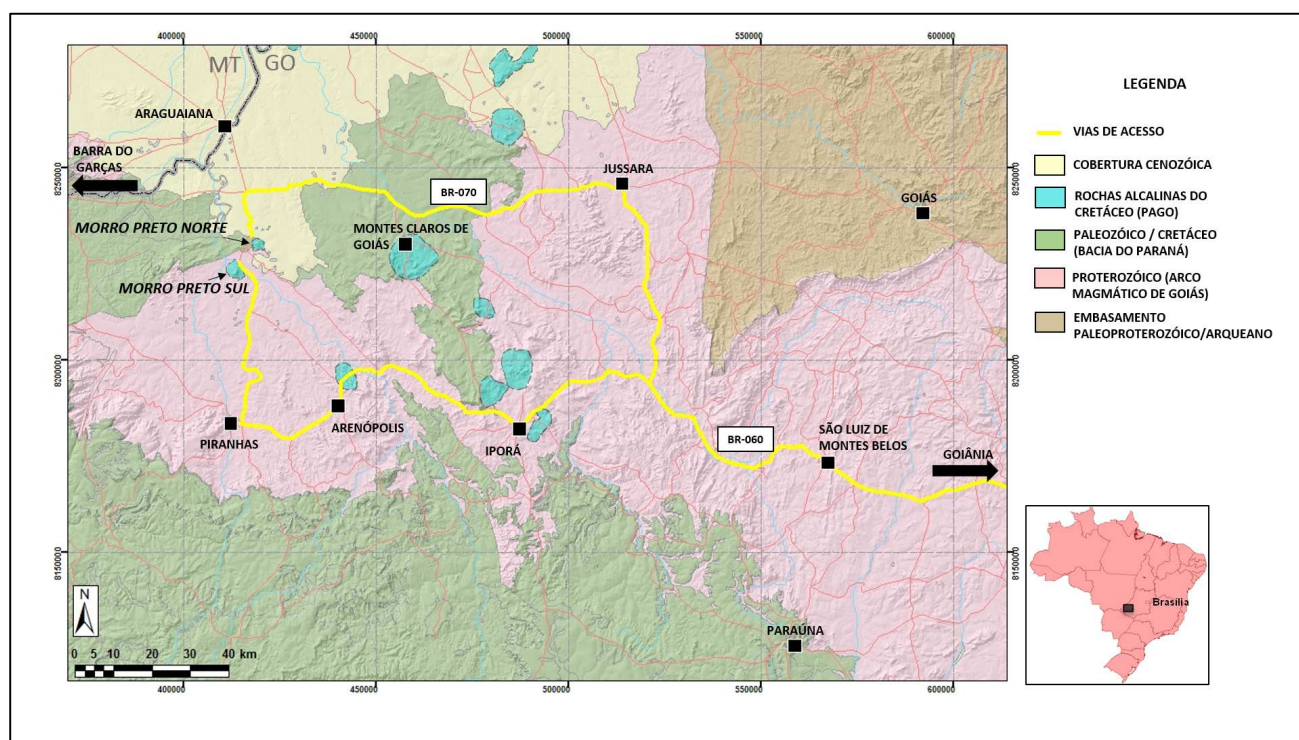 400000
450000
500000
550000
600000
MT
GO
ARAGUAIANA
BARRA DO
GARÇAS
MORRO PRETO NORTE
MORRO PRETO SUL
BR-070
MONTES CLAROS DE
GOIÁS
JUSSARA
GOIÁS
PIRANHAS
ARENÓPOLIS
IPORÁ
BR-060
SÃO LUIZ DE
MONTES BELOS
GOIÂNIA
PARAÚNA
8250000
8200000
8150000
8250000
8200000
8150000
N
0 5 10 20 30 40 km
400000
450000
500000
550000
600000
LEGENDA
VIAS DE ACESSO
COBERTURA CENOZÓICA
ROCHAS ALCALINAS DO
CRETÁCEO (PAGO)
PALEOZÓICO / CRETÁCEO
(BACIA DO PARANÁ)
PROTEROZÓICO (ARCO
MAGMÁTICO DE GOIÁS)
EMBASAMENTO
PALEOPROTEROZÓICO/ARQUEANO
Brasília